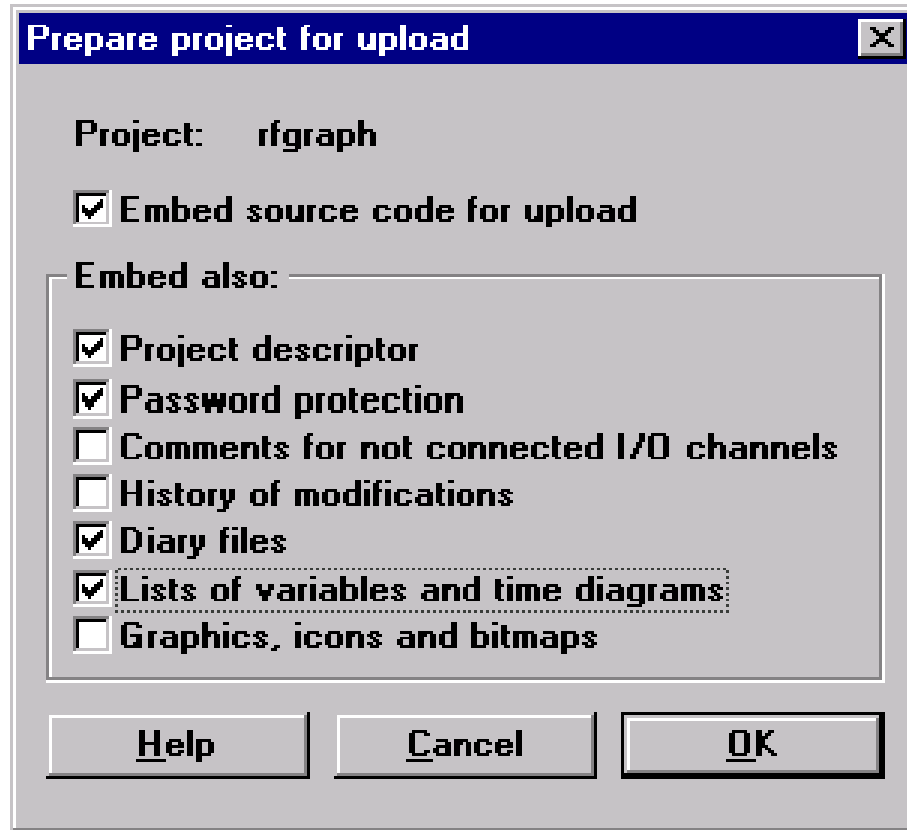 Prepare project for upload
Project: rfgraph
Embed source code for upload
Embed also:
Project descriptor
Password protection
Comments for not connected I/O channels
History of modifications
Diary files
Lists of variables and time diagrams
Graphics, icons and bitmaps
Help Cancel OK